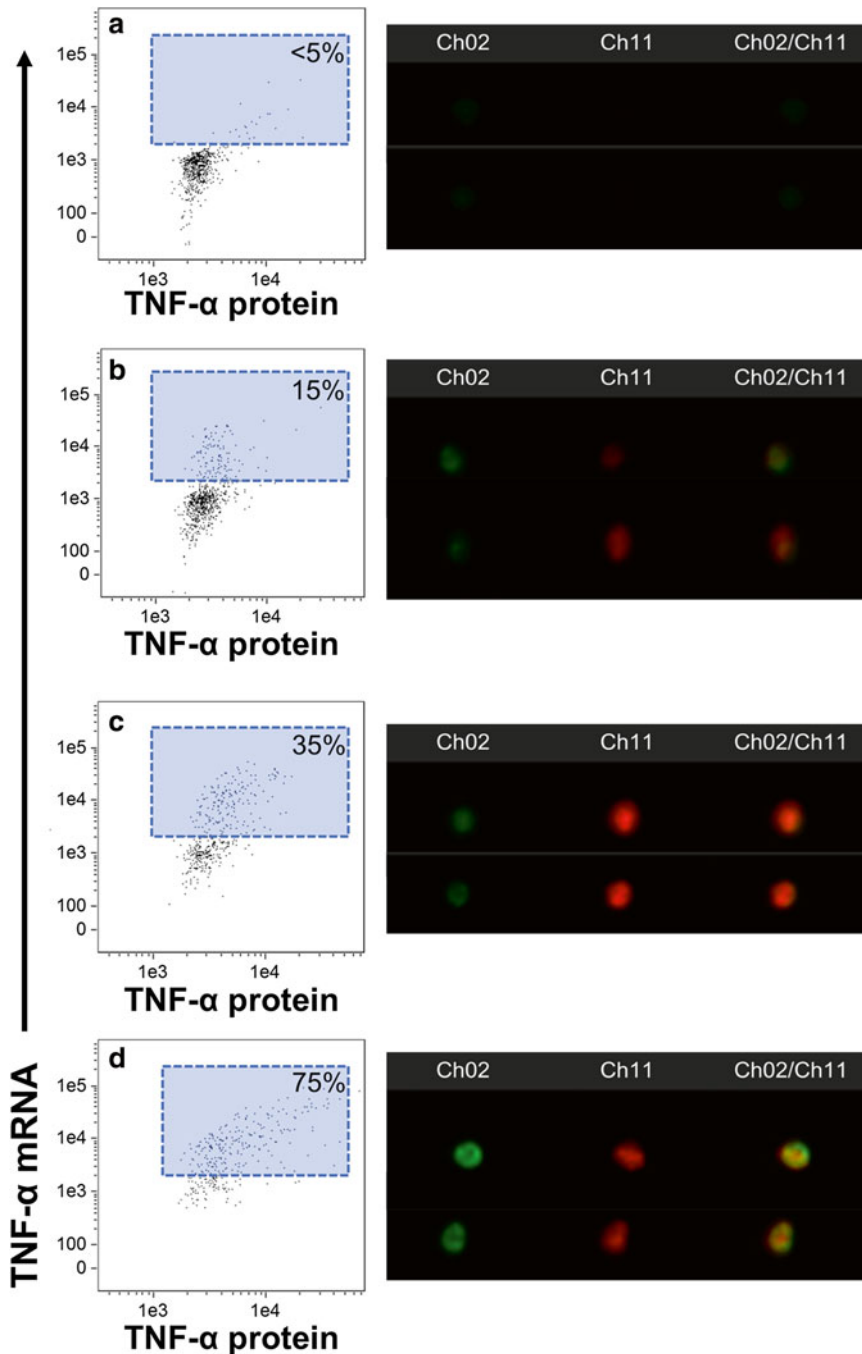 a
<5%
1e5
1e4
1e3
100
0
1e3 1e4
TNF-α protein
Ch02 Ch11 Ch02/Ch11
b
15%
1e5
1e4
1e3
100
0
1e3 1e4
TNF-α protein
Ch02 Ch11 Ch02/Ch11
c
35%
1e5
1e4
1e3
100
0
1e3 1e4
TNF-α protein
Ch02 Ch11 Ch02/Ch11
d
75%
1e5
1e4
1e3
100
0
1e3 1e4
TNF-α protein
Ch02 Ch11 Ch02/Ch11
TNF-α mRNA